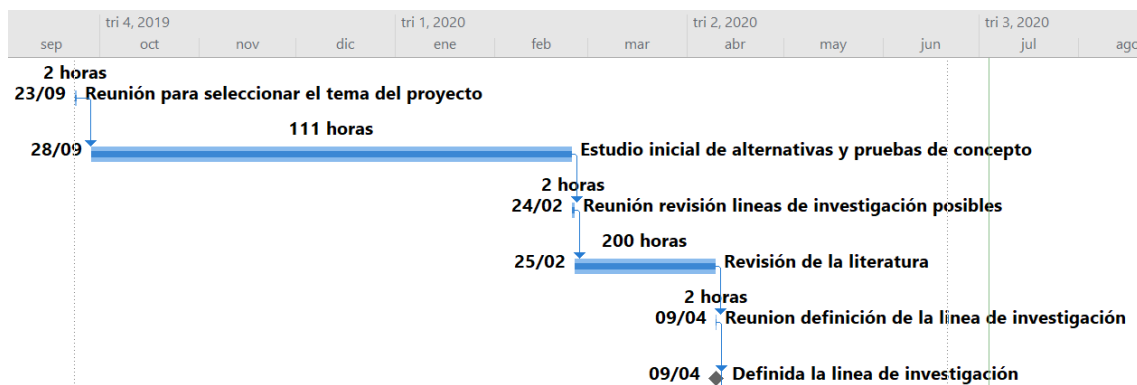 tri 4, 2019 tri 1, 2020 tri 2, 2020 tri 3, 2020
sep oct nov dic ene feb mar abr may jun jul ago
2 horas
23/09 Reunión para seleccionar el tema del proyecto
111 horas
28/09 Estudio inicial de alternativas y pruebas de concepto
2 horas
24/02 Reunión revisión lineas de investigación posibles
200 horas
25/02 Revisión de la literatura
2 horas
09/04 Reunion definición de la linea de investigación
09/04 Definida la linea de investigación